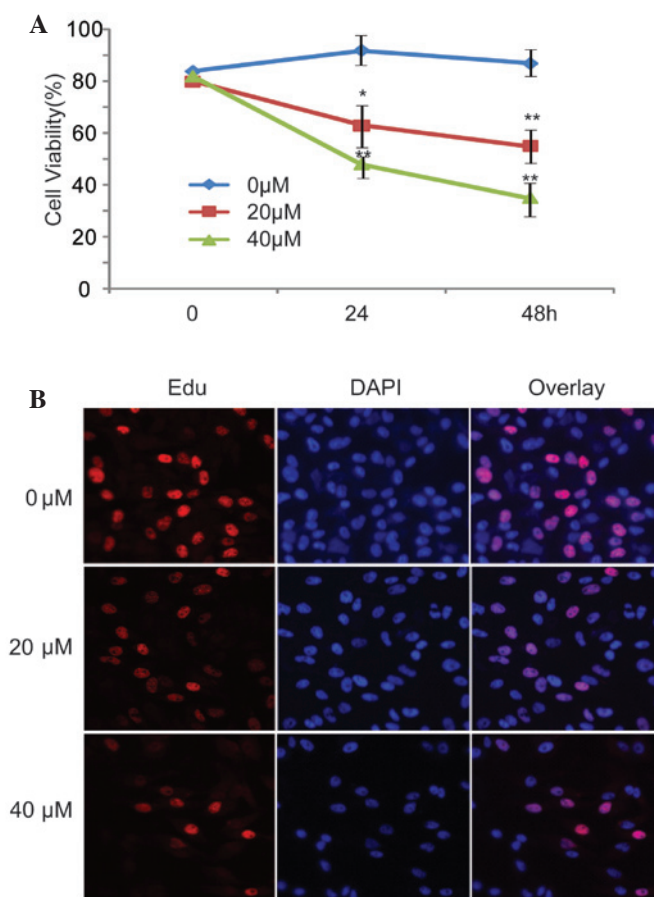 A
100
80
60
40
20
0
Cell Viability(%)
*
**
**
**
0µM
20µM
40µM
0 24 48h
B
Edu DAPI Overlay
0 µM
20 µM
40 µM